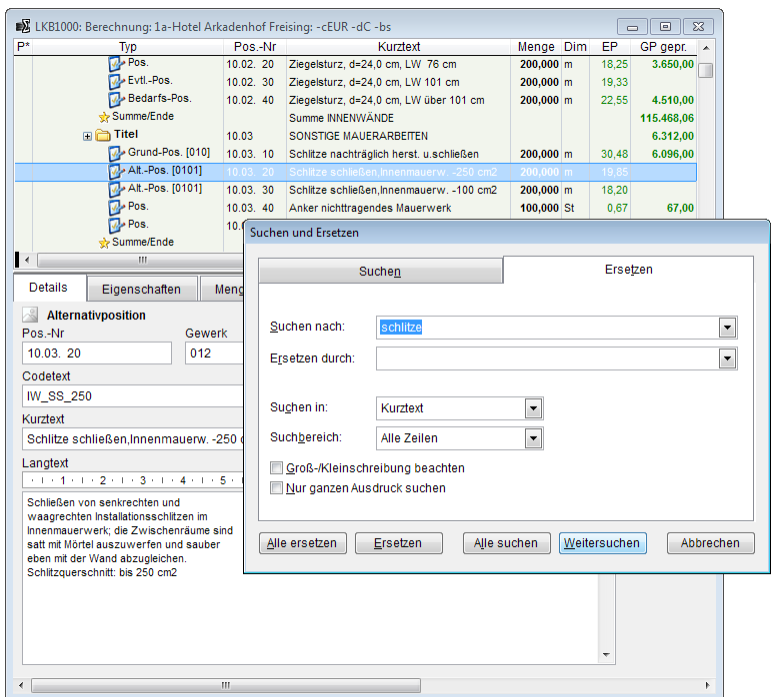 LKB1000: Berechnung: 1a-Hotel Arkadenhof Freising: -cEUR -dC -bs
P* Typ Pos.-Nr Kurztext Menge Dim EP GP gepr.
Pos. 10.02. 20 Ziegelsturz, d=24,0 cm, LW 76 cm 200,000 m 18,25 3.650,00
Evtl.-Pos. 10.02. 30 Ziegelsturz, d=24,0 cm, LW 101 cm 200,000 m 19,33
Bedarfs-Pos. 10.02. 40 Ziegelsturz, d=24,0 cm, LW über 101 cm 200,000 m 22,55 4.510,00
Summe/Ende Summe INNENWÄNDE 115.468,06
Titel 10.03 SONSTIGE MAUERARBEITEN 6.312,00
Grund-Pos. [010] 10.03. 10 Schlitze nachträglich herst. u.schließen 200,000 m 30,48 6.096,00
Alt.-Pos. [0101] 10.03. 20 Schlitze schließen,Innenmauerw. -250 cm2 200,000 m 19,85
Alt.-Pos. [0101] 10.03. 30 Schlitze schließen,Innenmauerw. -100 cm2 200,000 m 18,20
Pos. 10.03. 40 Anker nichttragendes Mauerwerk 100,000 St 0,67 67,00
Pos. 10.0
Summe/Ende
Suchen und Ersetzen
Suchen Ersetzen
Suchen nach: schlitze
Ersetzen durch:
Suchen in: Kurztext
Suchbereich: Alle Zeilen
Groß-/Kleinschreibung beachten
Nur ganzen Ausdruck suchen
Alle ersetzen Ersetzen Alle suchen Weitersuchen Abbrechen
Details Eigenschaften Meng
Alternativposition
Pos.-Nr Gewerk
10.03. 20 012
Codetext
IW_SS_250
Kurztext
Schlitze schließen,Innenmauerw. -250 c
Langtext
1 2 3 4 5
Schließen von senkrechten und
waagrechten Installationsschlitzen im
Innenmauerwerk; die Zwischenräume sind
satt mit Mörtel auszuwerfen und sauber
eben mit der Wand abzugleichen.
Schlitzquerschnitt: bis 250 cm2